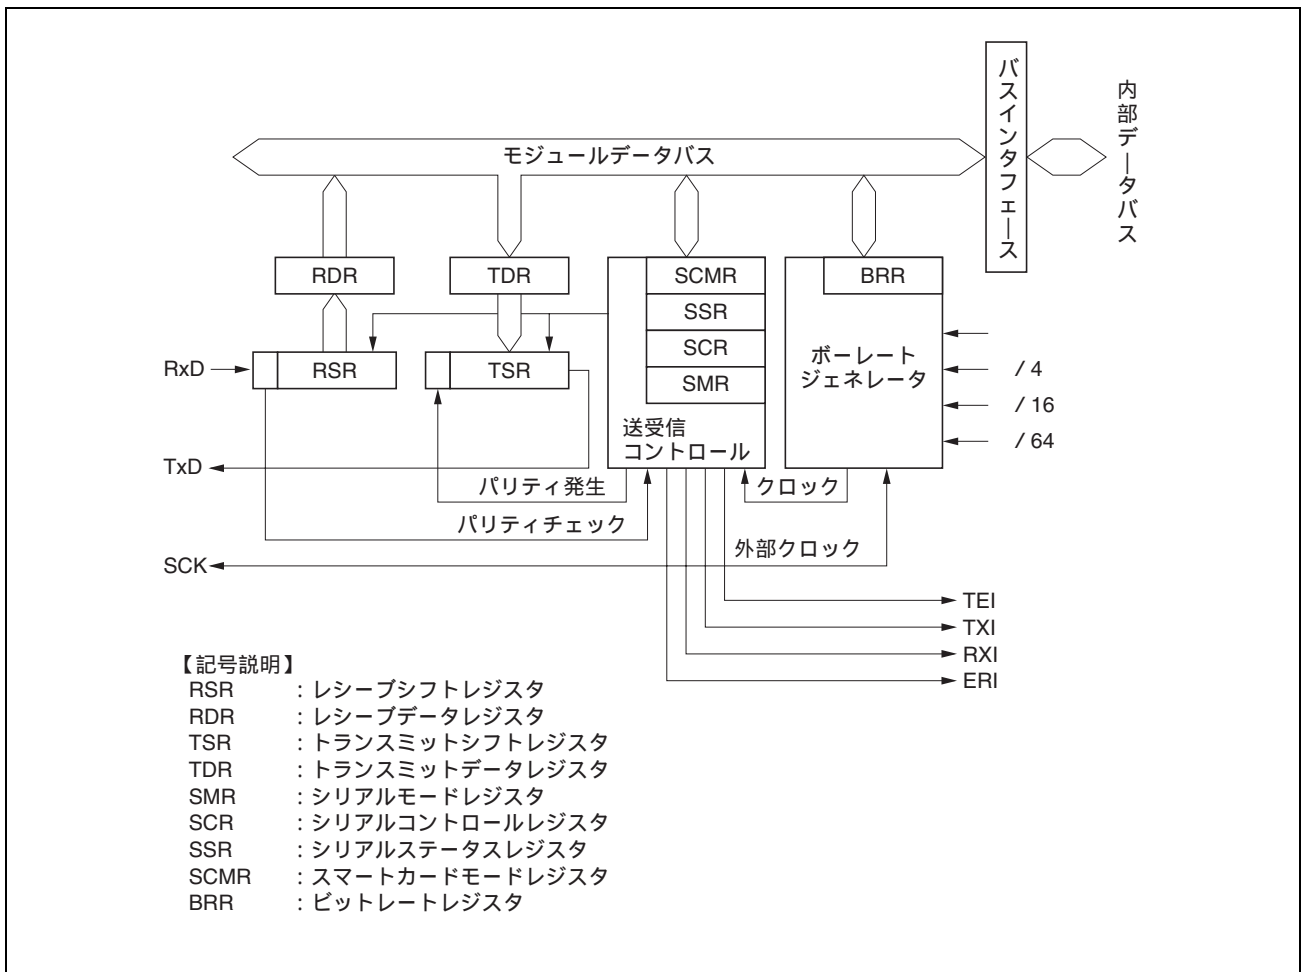 バスインタフェース
内部データバス
モジュールデータバス
RDR
TDR
SCMR
BRR
SSR
SCR
SMR
RxD
RSR
TSR
ボーレート
ジェネレータ
/ 4
/ 16
/ 64
送受信
コントロール
TxD
パリティ発生
クロック
パリティチェック
外部クロック
SCK
TEI
TXI
RXI
ERI
【記号説明】
RSR : レシーブシフトレジスタ
RDR : レシーブデータレジスタ
TSR : トランスミットシフトレジスタ
TDR : トランスミットデータレジスタ
SMR : シリアルモードレジスタ
SCR : シリアルコントロールレジスタ
SSR : シリアルステータスレジスタ
SCMR : スマートカードモードレジスタ
BRR : ビットレートレジスタ